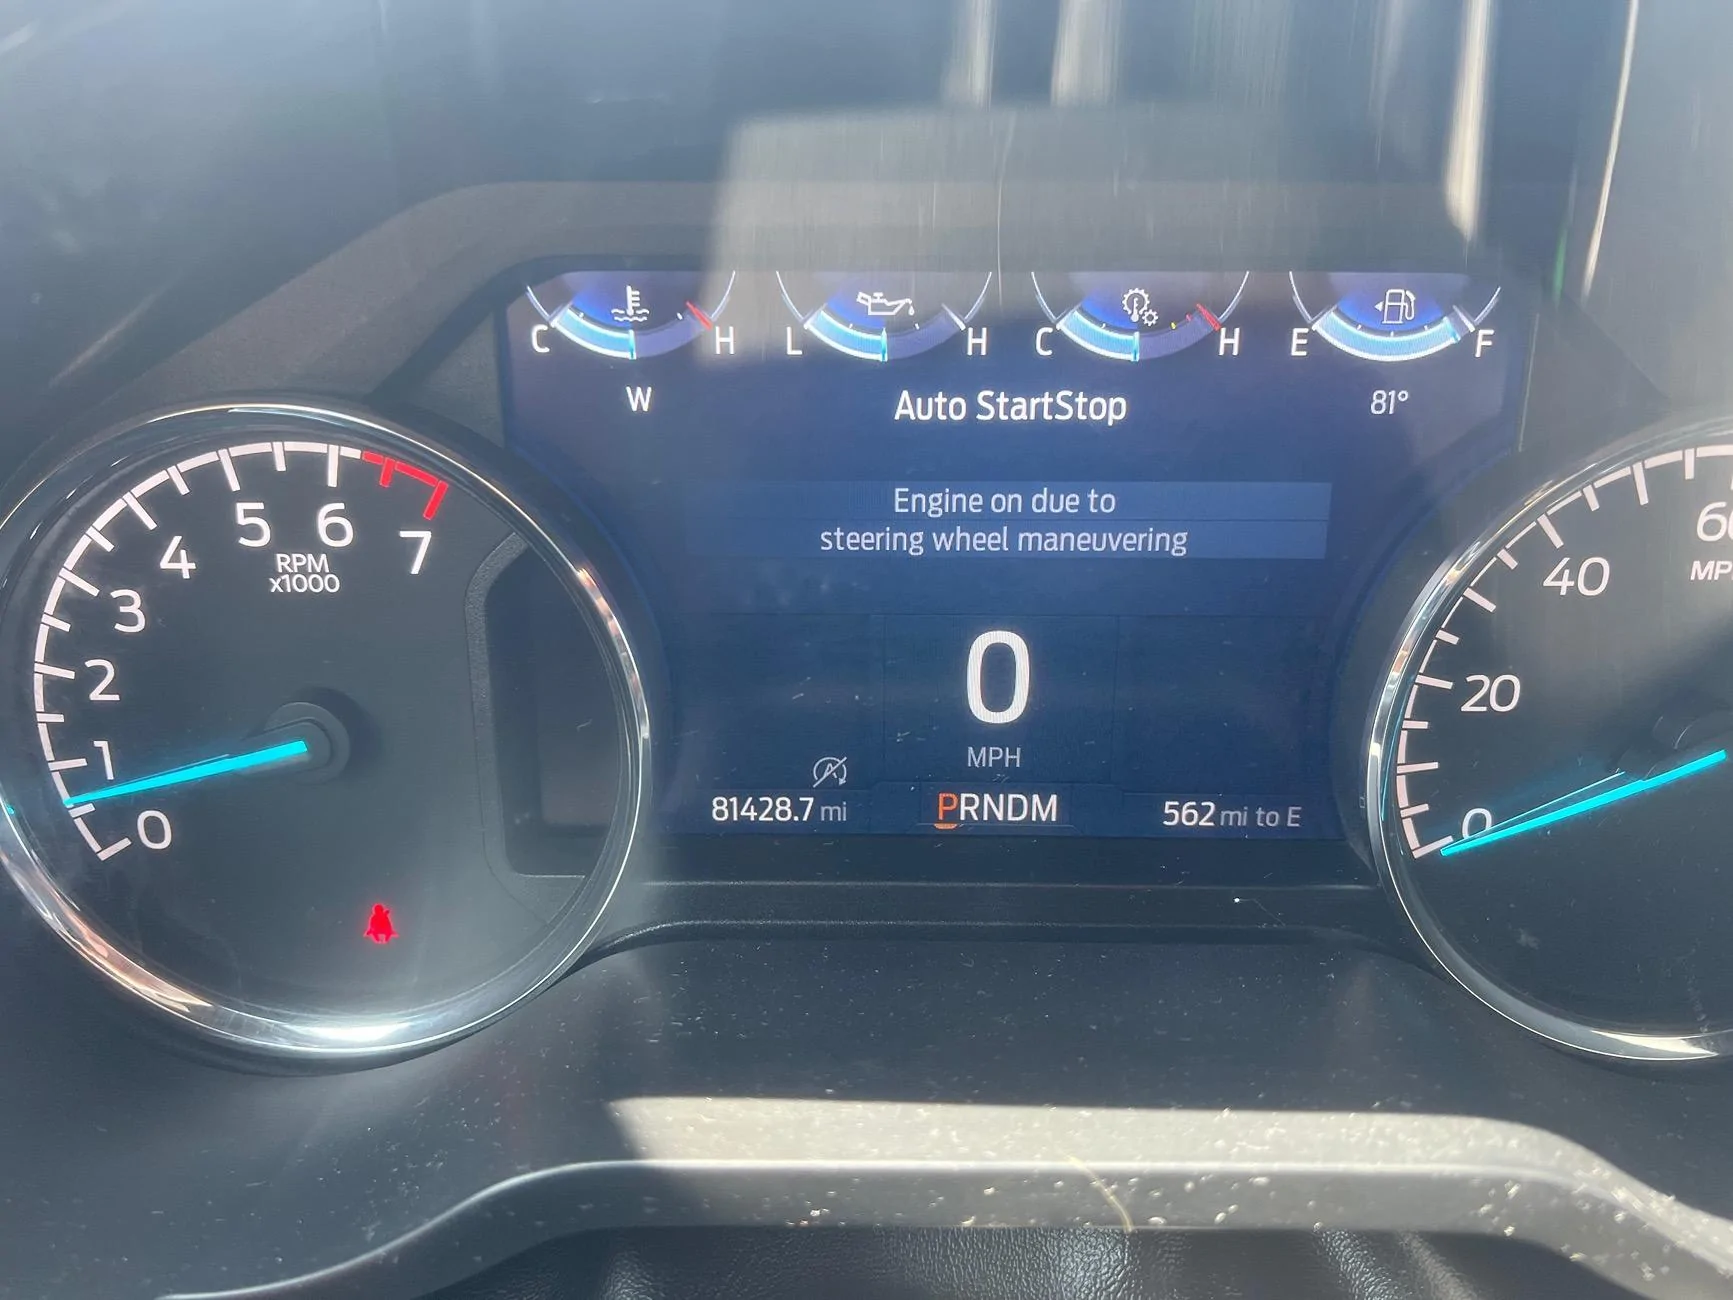 C H L H C H E F
W
Auto StartStop
81°
Engine on due to
steering wheel maneuvering
0
MPH
81428.7 mi
PRNDM
562 mi to E
0
1
2
3
4
5
6
7
RPM
x1000
0
20
40